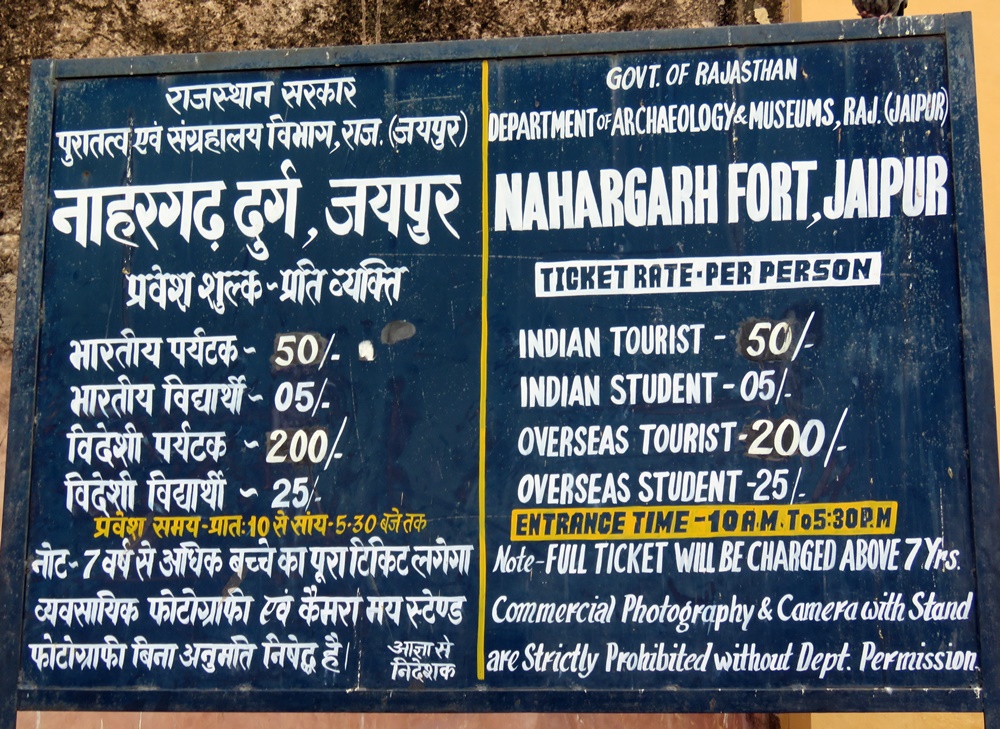 राजस्थान सरकार
पुरातत्व एवं संग्रहालय विभाग, राज. (जयपुर)
नाहरगढ़ दुर्ग, जयपुर
प्रवेश शुल्क - प्रति व्यक्ति
भारतीय पर्यटक - 50/-
भारतीय विद्यार्थी - 05/-
विदेशी पर्यटक - 200/-
विदेशी विद्यार्थी - 25/-
प्रवेश समय - प्रातः 10 से सांय - 5-30 बजे तक
नोट - 7 वर्ष से अधिक बच्चे का पूरा टिकिट लगेगा
व्यवसायिक फोटोग्राफी एवं कैमरा मय स्टेण्ड
फोटोग्राफी बिना अनुमति निषेद्ध है।
आज्ञा से
निदेशक
GOVT. OF RAJASTHAN
DEPARTMENT OF ARCHAEOLOGY & MUSEUMS, RAJ. (JAIPUR)
NAHARGARH FORT, JAIPUR
TICKET RATE - PER PERSON
INDIAN TOURIST - 50/-
INDIAN STUDENT - 05/-
OVERSEAS TOURIST - 200/-
OVERSEAS STUDENT - 25/-
ENTRANCE TIME - 10 A.M. To 5:30 P.M
Note - FULL TICKET WILL BE CHARGED ABOVE 7 Yrs.
Commercial Photography & Camera with Stand
are Strictly Prohibited without Dept. Permission.